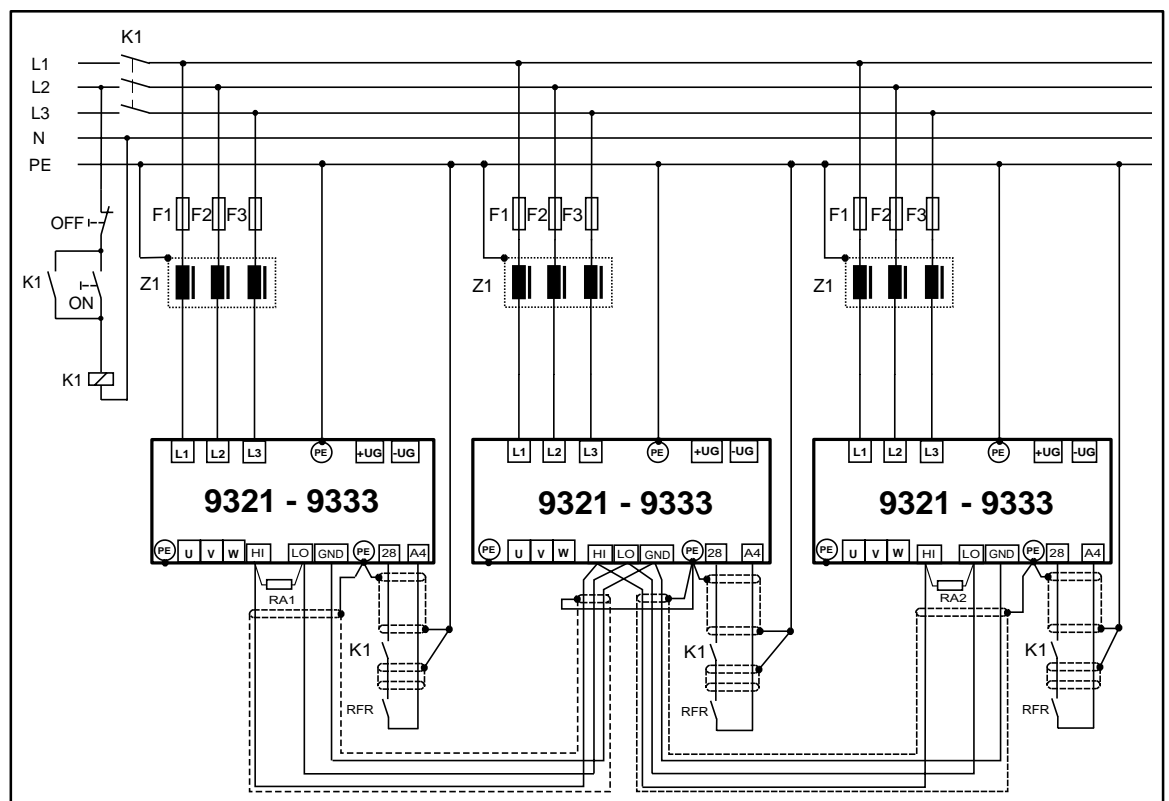 K1
L1
L2
L3
N
PE
F1 F2 F3 F1 F2 F3 F1 F2 F3
OFF
K1 Z1 Z1 Z1
ON
K1
L1 L2 L3 PE +UG -UG L1 L2 L3 PE +UG -UG L1 L2 L3 PE +UG -UG
9321 - 9333 9321 - 9333 9321 - 9333
PE U V W HI LO GND PE 28 A4 PE U V W HI LO GND PE 28 A4 PE U V W HI LO GND PE 28 A4
RA1 RA2
K1 K1 K1
RFR RFR RFR